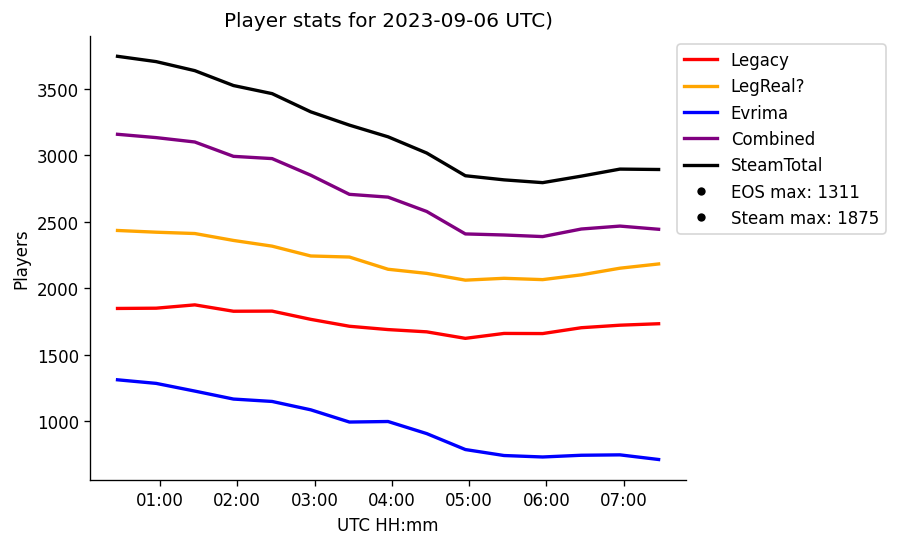 Player stats for 2023-09-06 UTC)
Legacy
LegReal?
Evrima
Combined
SteamTotal
EOS max: 1311
Steam max: 1875
Players
3500
3000
2500
2000
1500
1000
01:00 02:00 03:00 04:00 05:00 06:00 07:00
UTC HH:mm